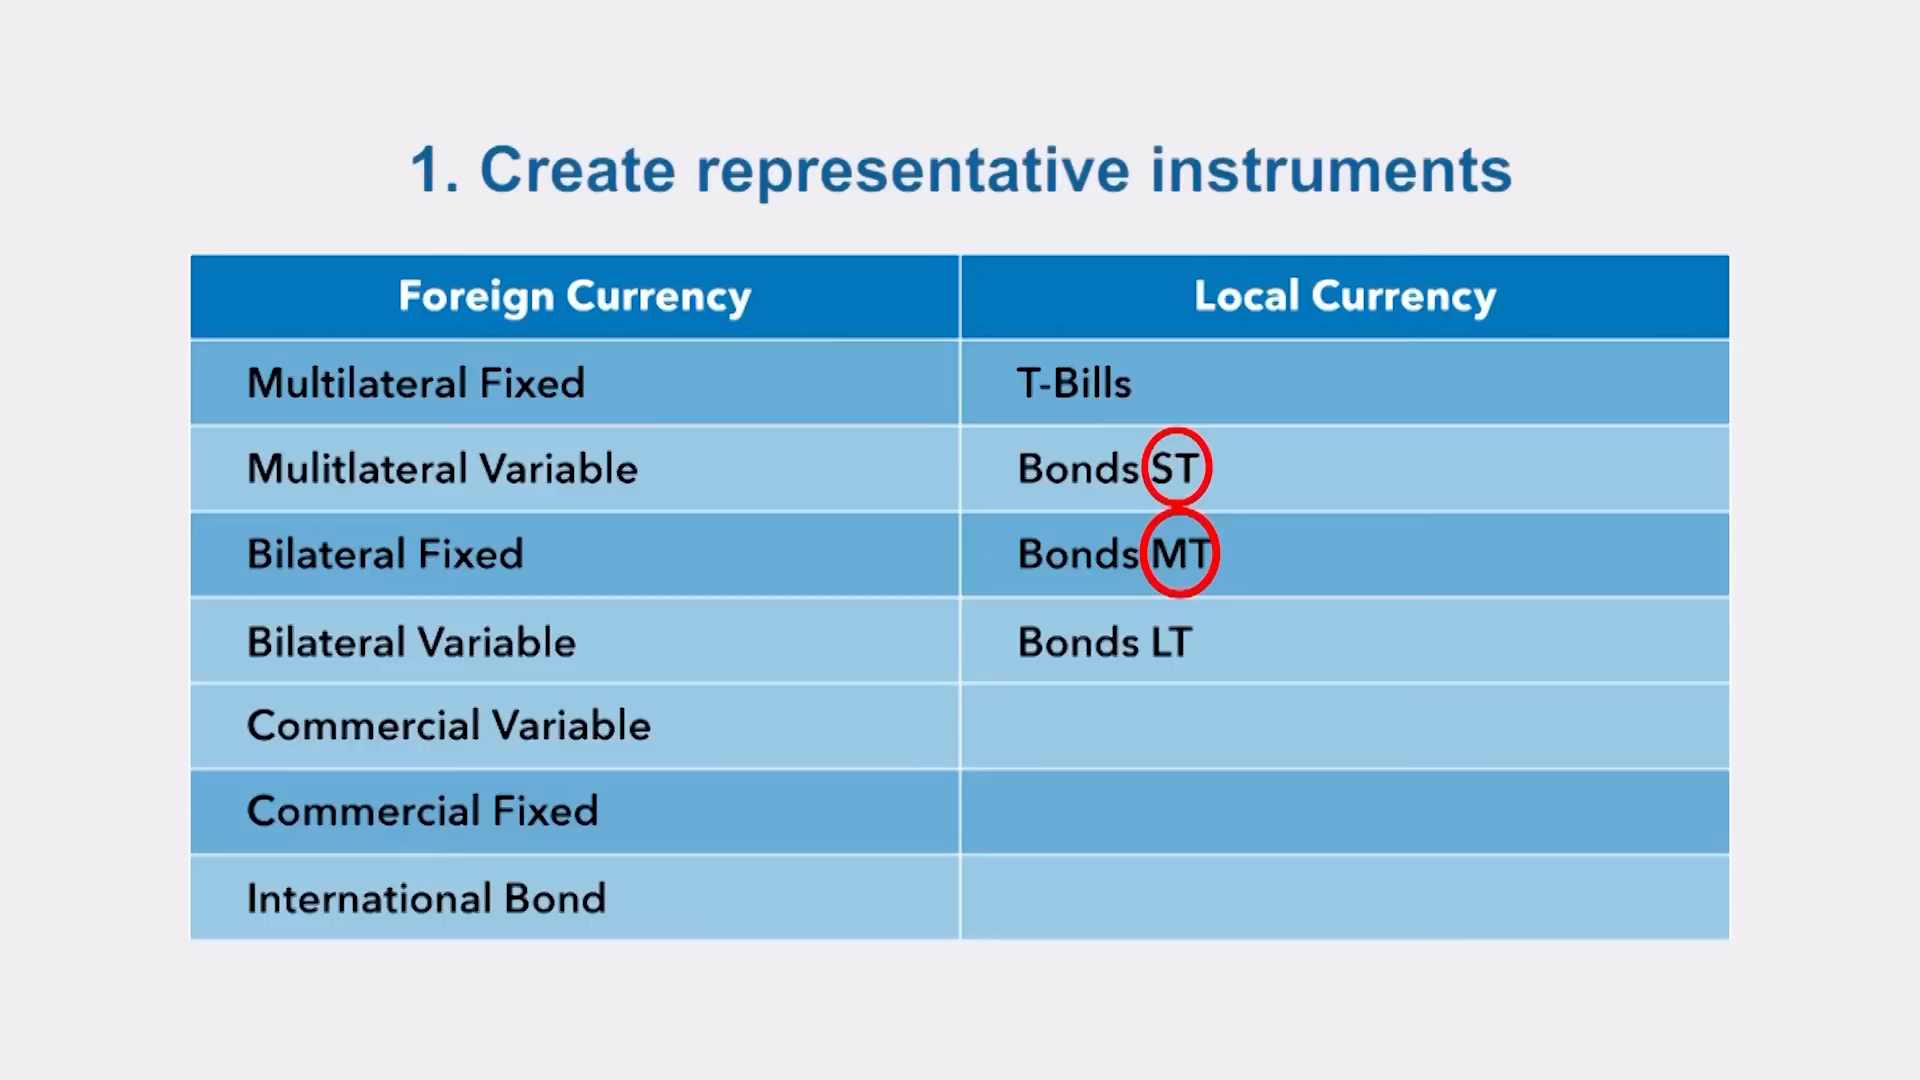 1. Create representative instruments
Foreign Currency Local Currency
Multilateral Fixed T-Bills
Mulitlateral Variable Bonds ST
Bilateral Fixed Bonds MT
Bilateral Variable Bonds LT
Commercial Variable
Commercial Fixed
International Bond